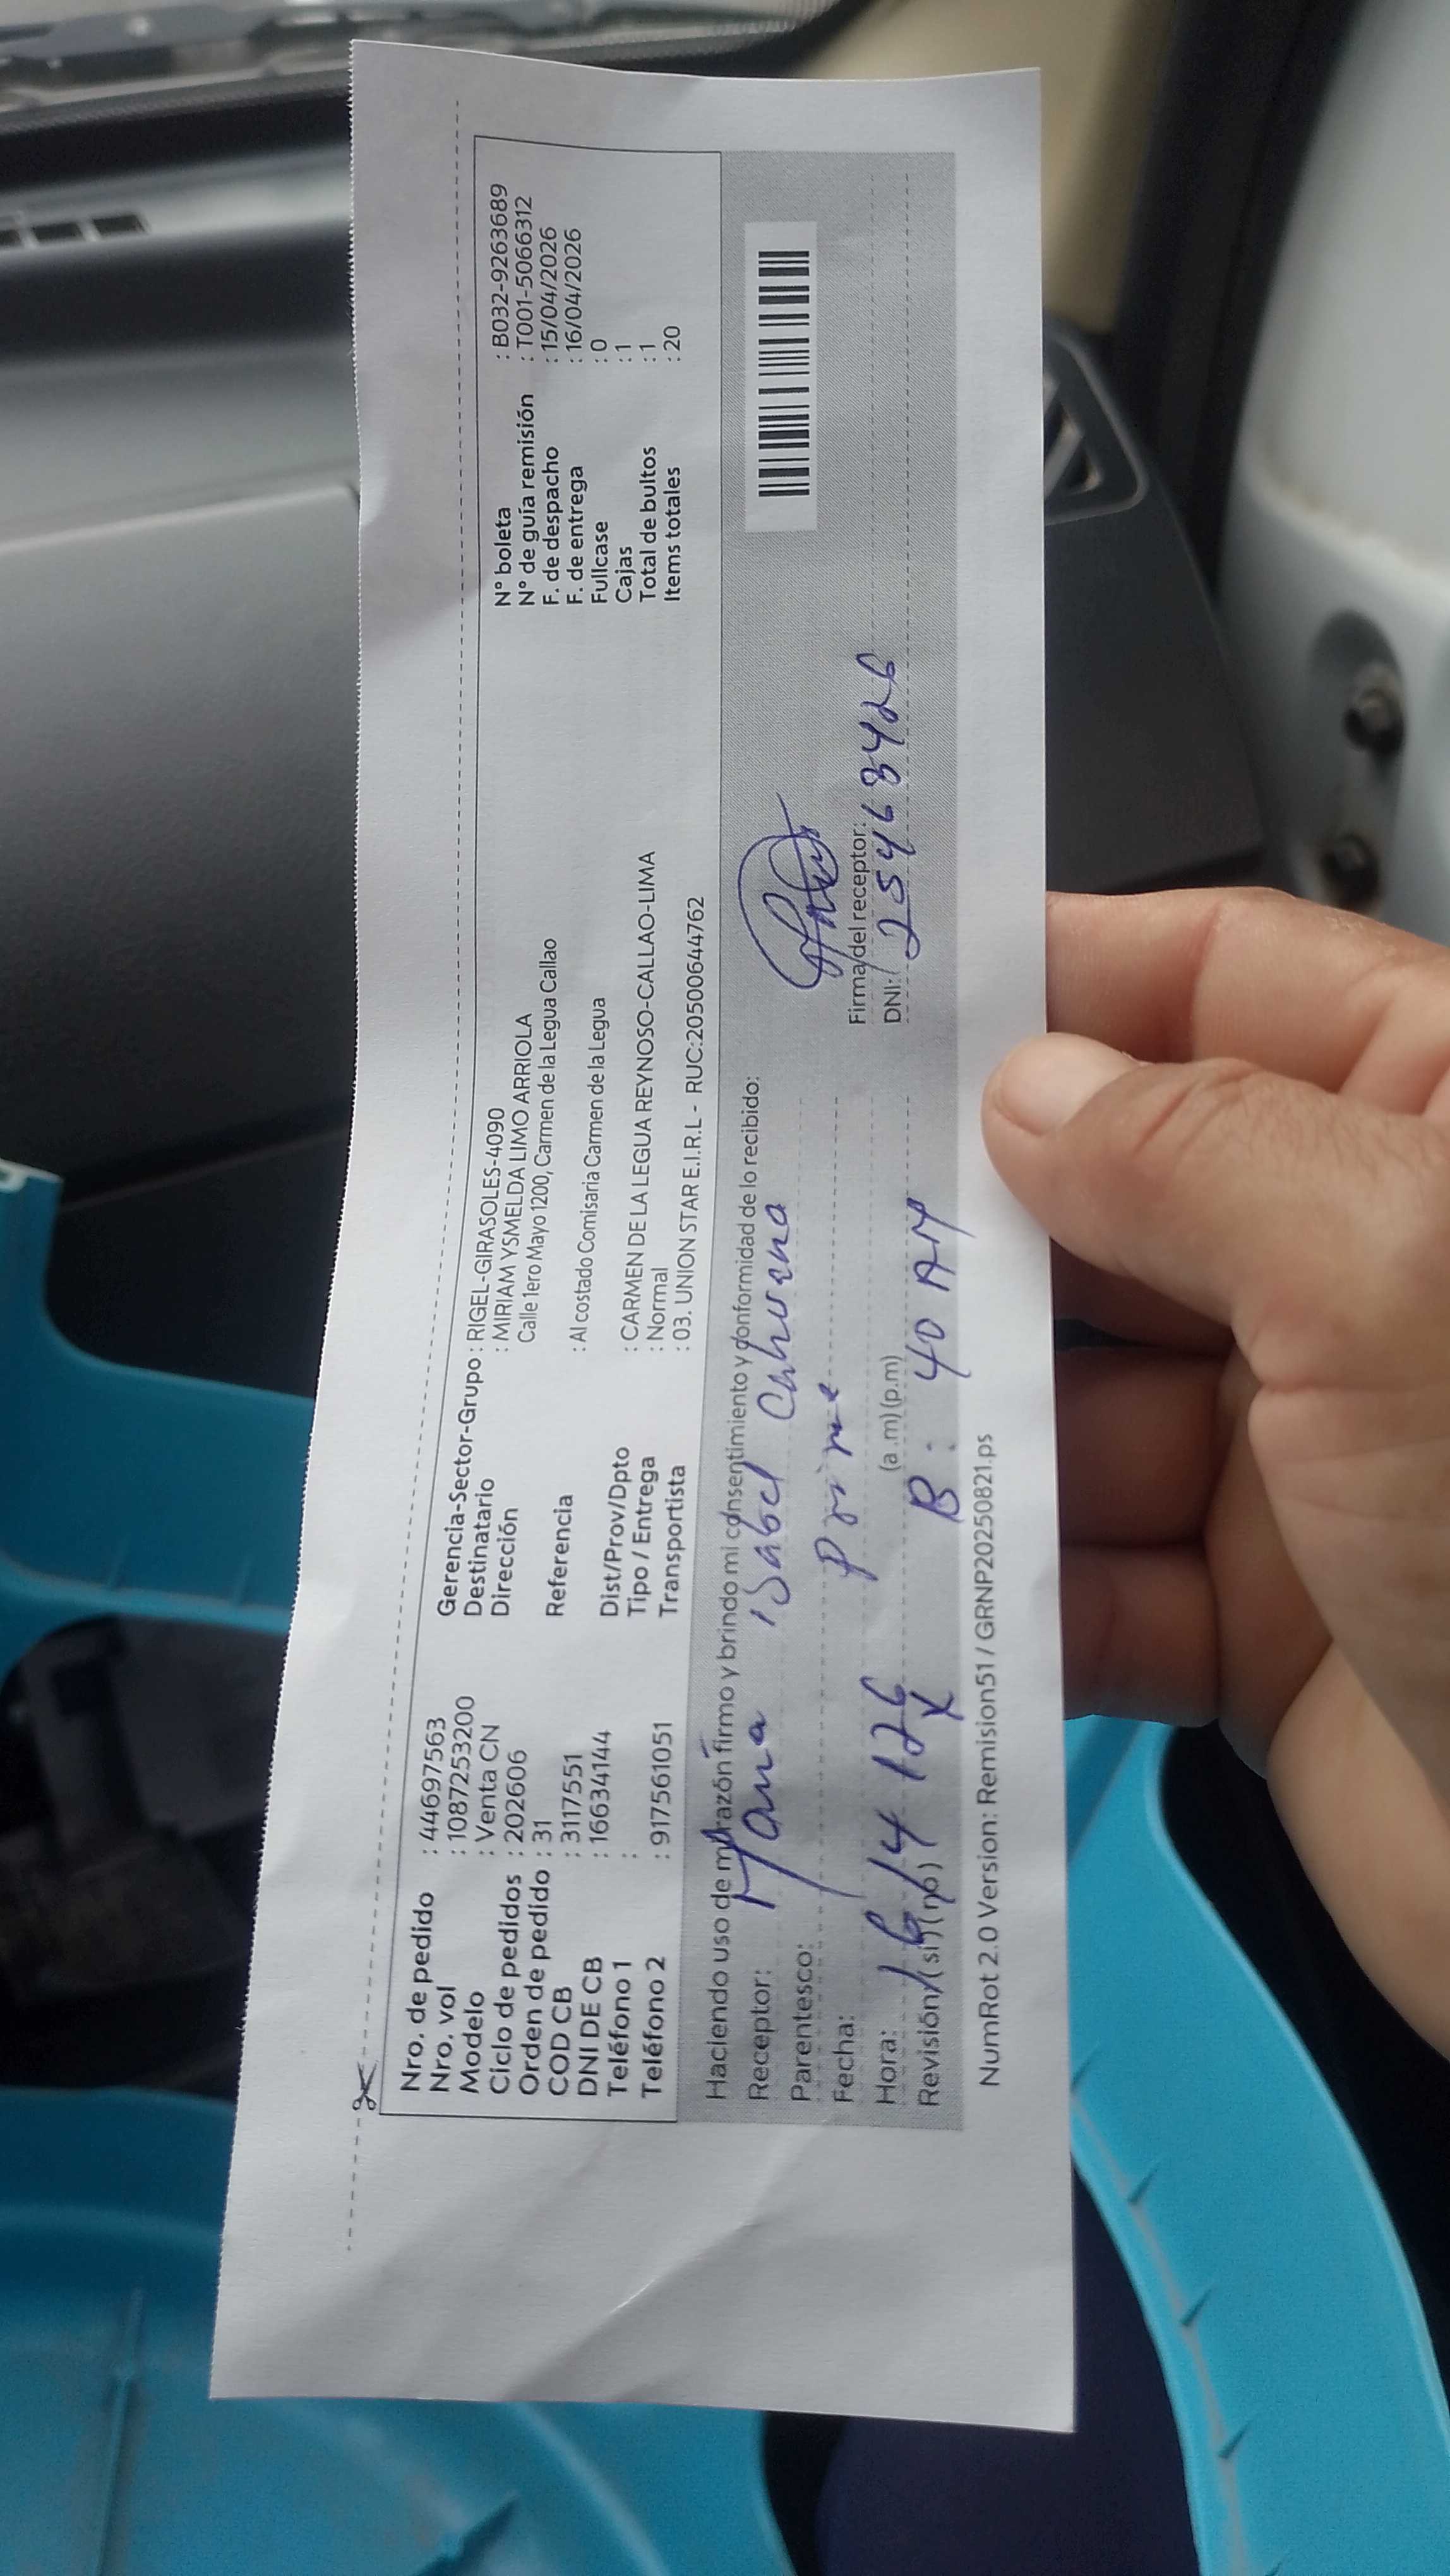 Nro. de pedido : 44697563
Nro. vol : 1087253200
Modelo : Venta CN
Ciclo de pedidos : 202606
Orden de pedido : 31
COD CB : 3117551
DNI DE CB : 16634144
Teléfono 1 :
Teléfono 2 : 917561051
Gerencia-Sector-Grupo : RIGEL-GIRASOLES-4090
Destinatario : MIRIAM YSMELDA LIMO ARRIOLA
Dirección Calle 1ero Mayo 1200, Carmen de la Legua Callao
Referencia : Al costado Comisaria Carmen de la Legua
Dist/Prov/Dpto : CARMEN DE LA LEGUA REYNOSO-CALLAO-LIMA
Tipo / Entrega : Normal
Transportista : 03. UNION STAR E.I.R.L - RUC:20500644762
N° boleta : B032-9263689
N° de guía remisión : T001-5066312
F. de despacho : 15/04/2026
F. de entrega : 16/04/2026
Fullcase : 0
Cajas : 1
Total de bultos : 1
Items totales : 20
Haciendo uso de mi razón firmo y brindo mi consentimiento y conformidad de lo recibido:
Receptor: Maria Isabel
Parentesco: Prima
Fecha: 16/4/26
Hora: (a.m) (p.m) 40 AM
Revisión (si) (no) X
Firma del receptor:
DNI: 25468426
NumRot 2.0 Version: Remision51 / GRNP20250821.ps